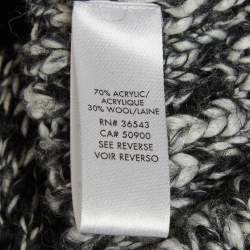 70% ACRYLIC/
ACRYLIQUE
30% WOOL/LAINE
RN# 36543
CA# 50900
SEE REVERSE
VOIR REVERSO